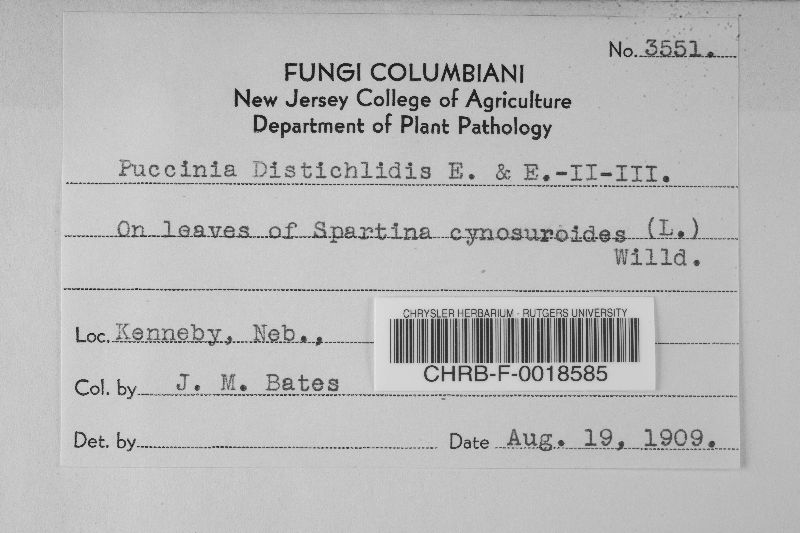 No. 3551.
FUNGI COLUMBIANI
New Jersey College of Agriculture
Department of Plant Pathology
Puccinia Distichlidis E. & E.-II-III.
On leaves of Spartina cynosuroides (L.)
Willd.
Loc. Kenneby, Neb.,
CHRYSLER HERBARIUM - RUTGERS UNIVERSITY
CHRB-F-0018585
Col. by J. M. Bates
Det. by
Date Aug. 19, 1909.